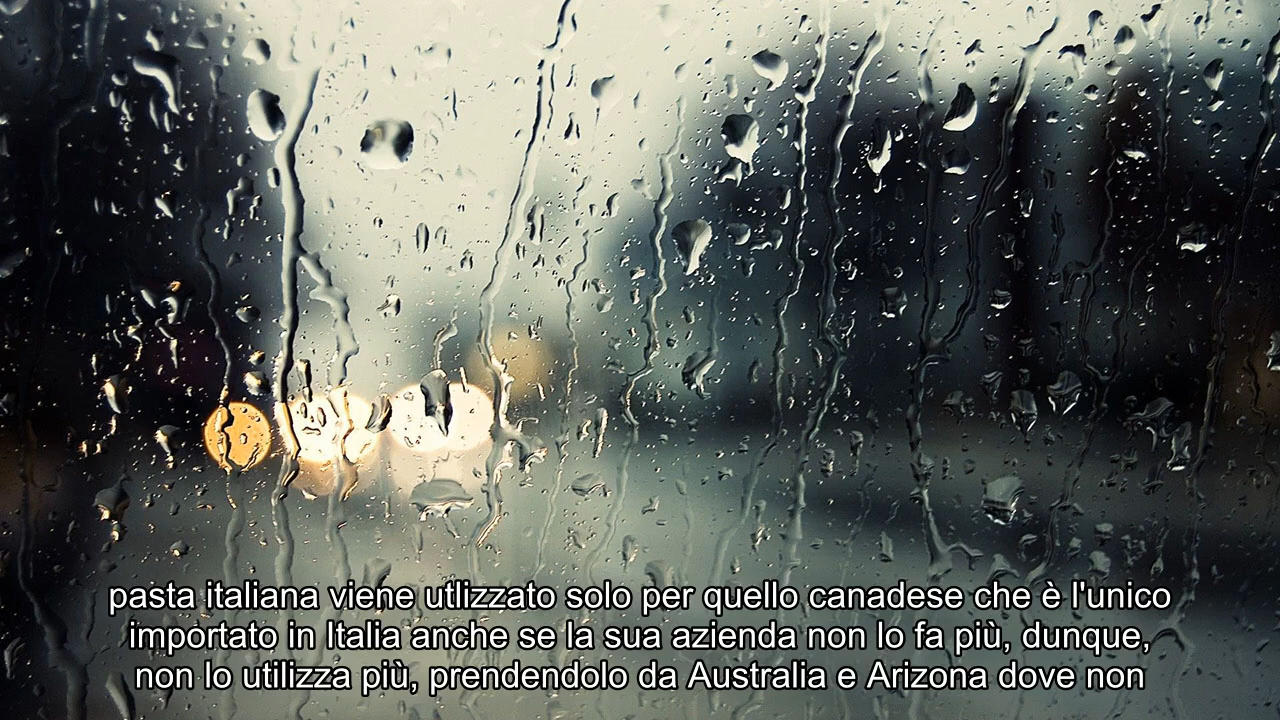 pasta italiana viene utlizzato solo per quello canadese che è l'unico
importato in Italia anche se la sua azienda non lo fa più, dunque,
non lo utilizza più, prendendolo da Australia e Arizona dove non